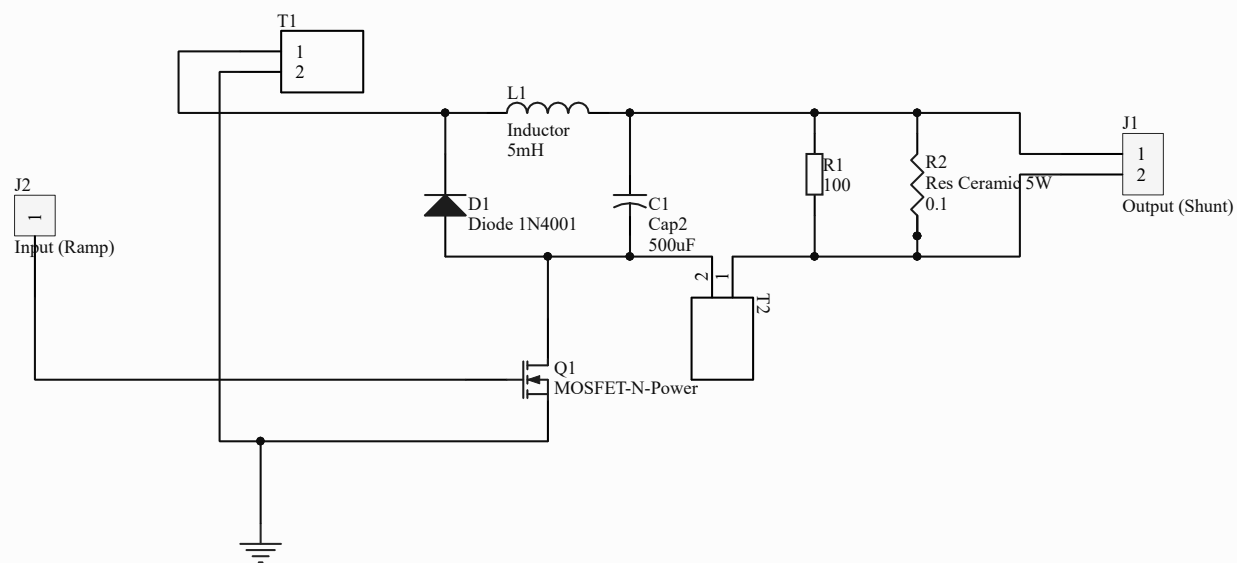 T1
1
2
L1
Inductor
5mH
J1
1
2
Output (Shunt)
R1
100
R2
Res Ceramic 5W
0.1
J2
1
Input (Ramp)
D1
Diode 1N4001
C1
Cap2
500uF
2
1
T2
Q1
MOSFET-N-Power